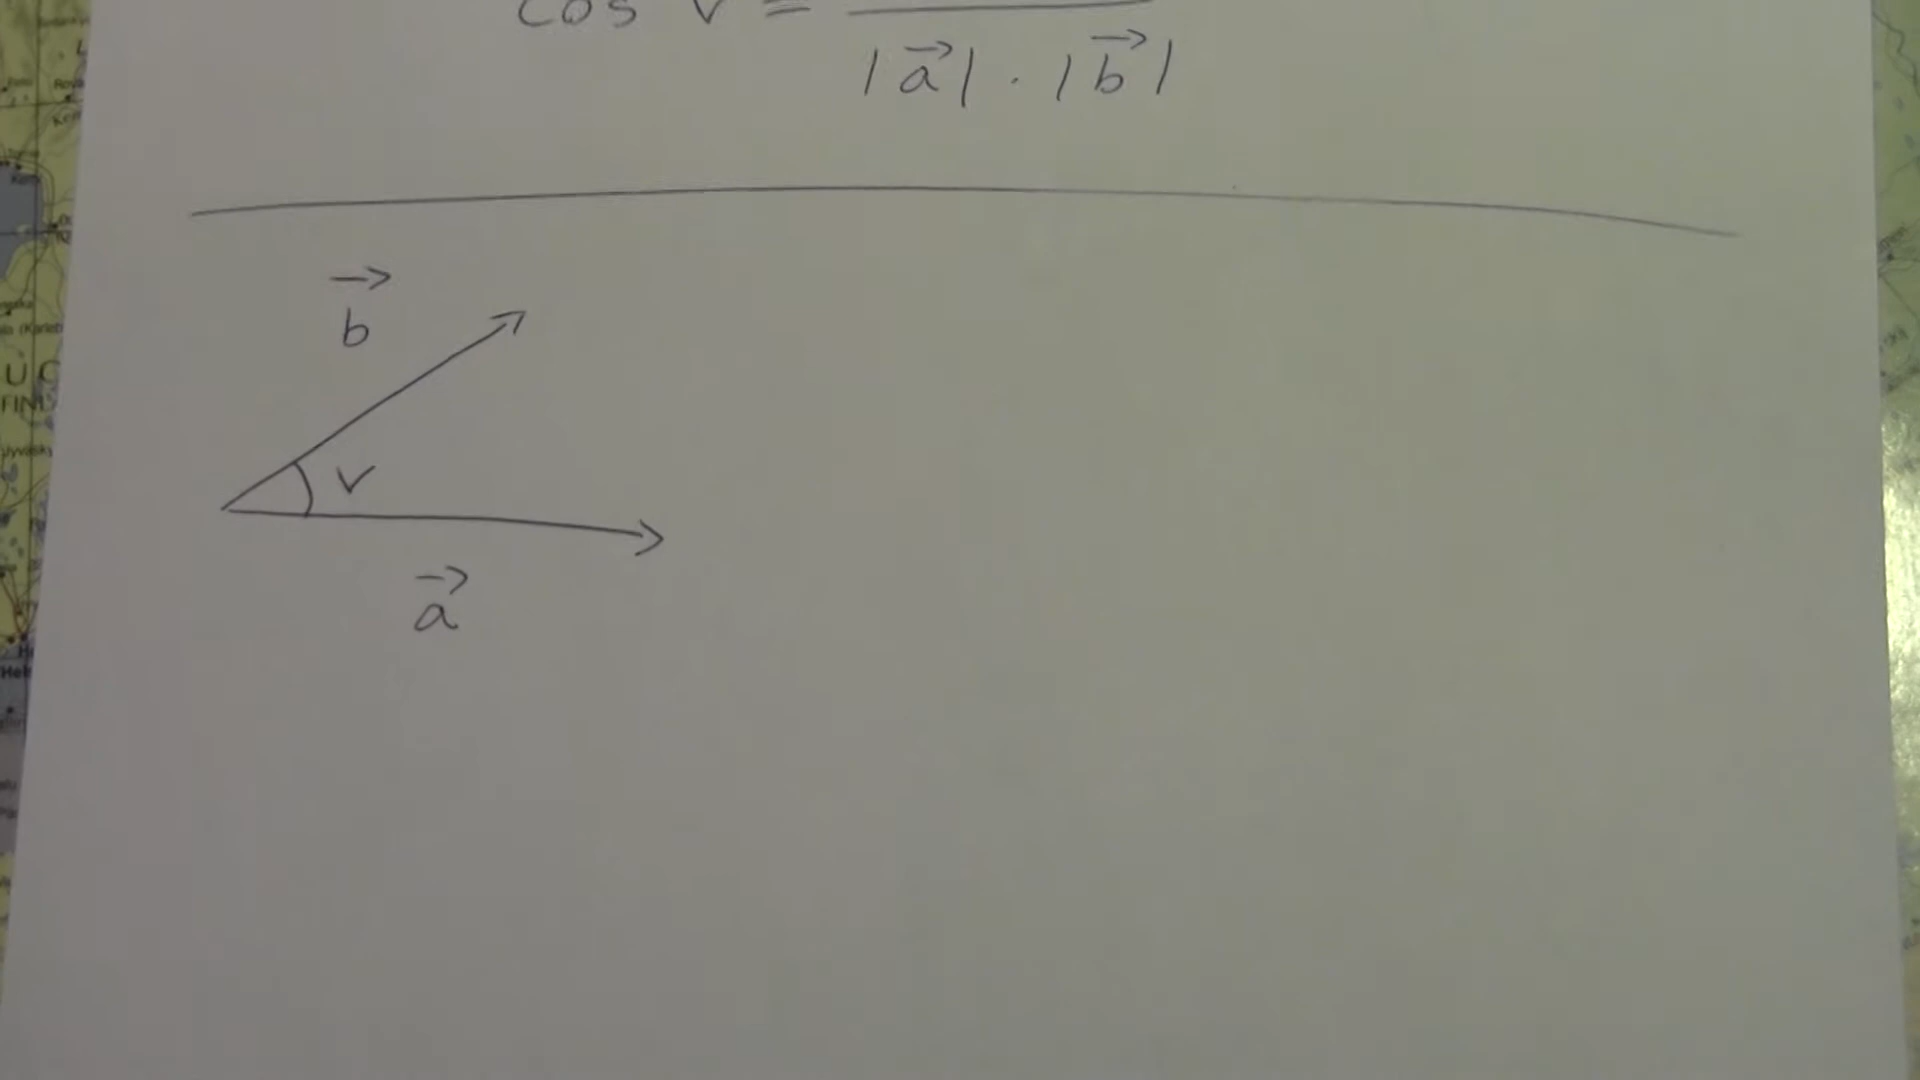 cos v =
|a⃗| · |b⃗|
b⃗
v
a⃗